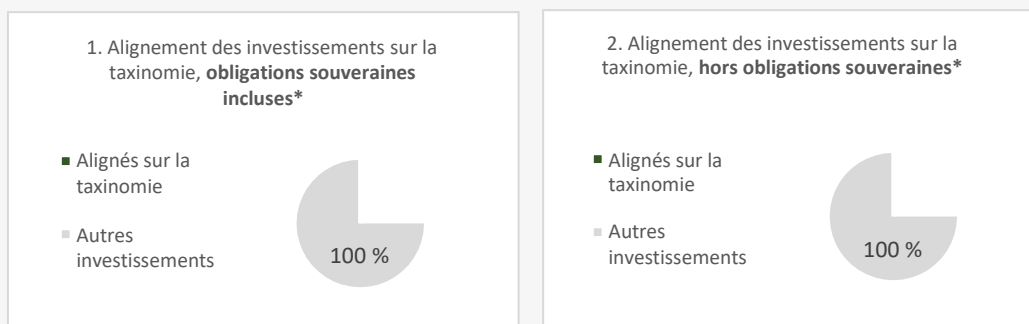 1. Alignement des investissements sur la
taxinomie, obligations souveraines
incluses*
Alignés sur la
taxinomie
Autres
investissements
100 %
2. Alignement des investissements sur la
taxinomie, hors obligations souveraines*
Alignés sur la
taxinomie
Autres
investissements
100 %